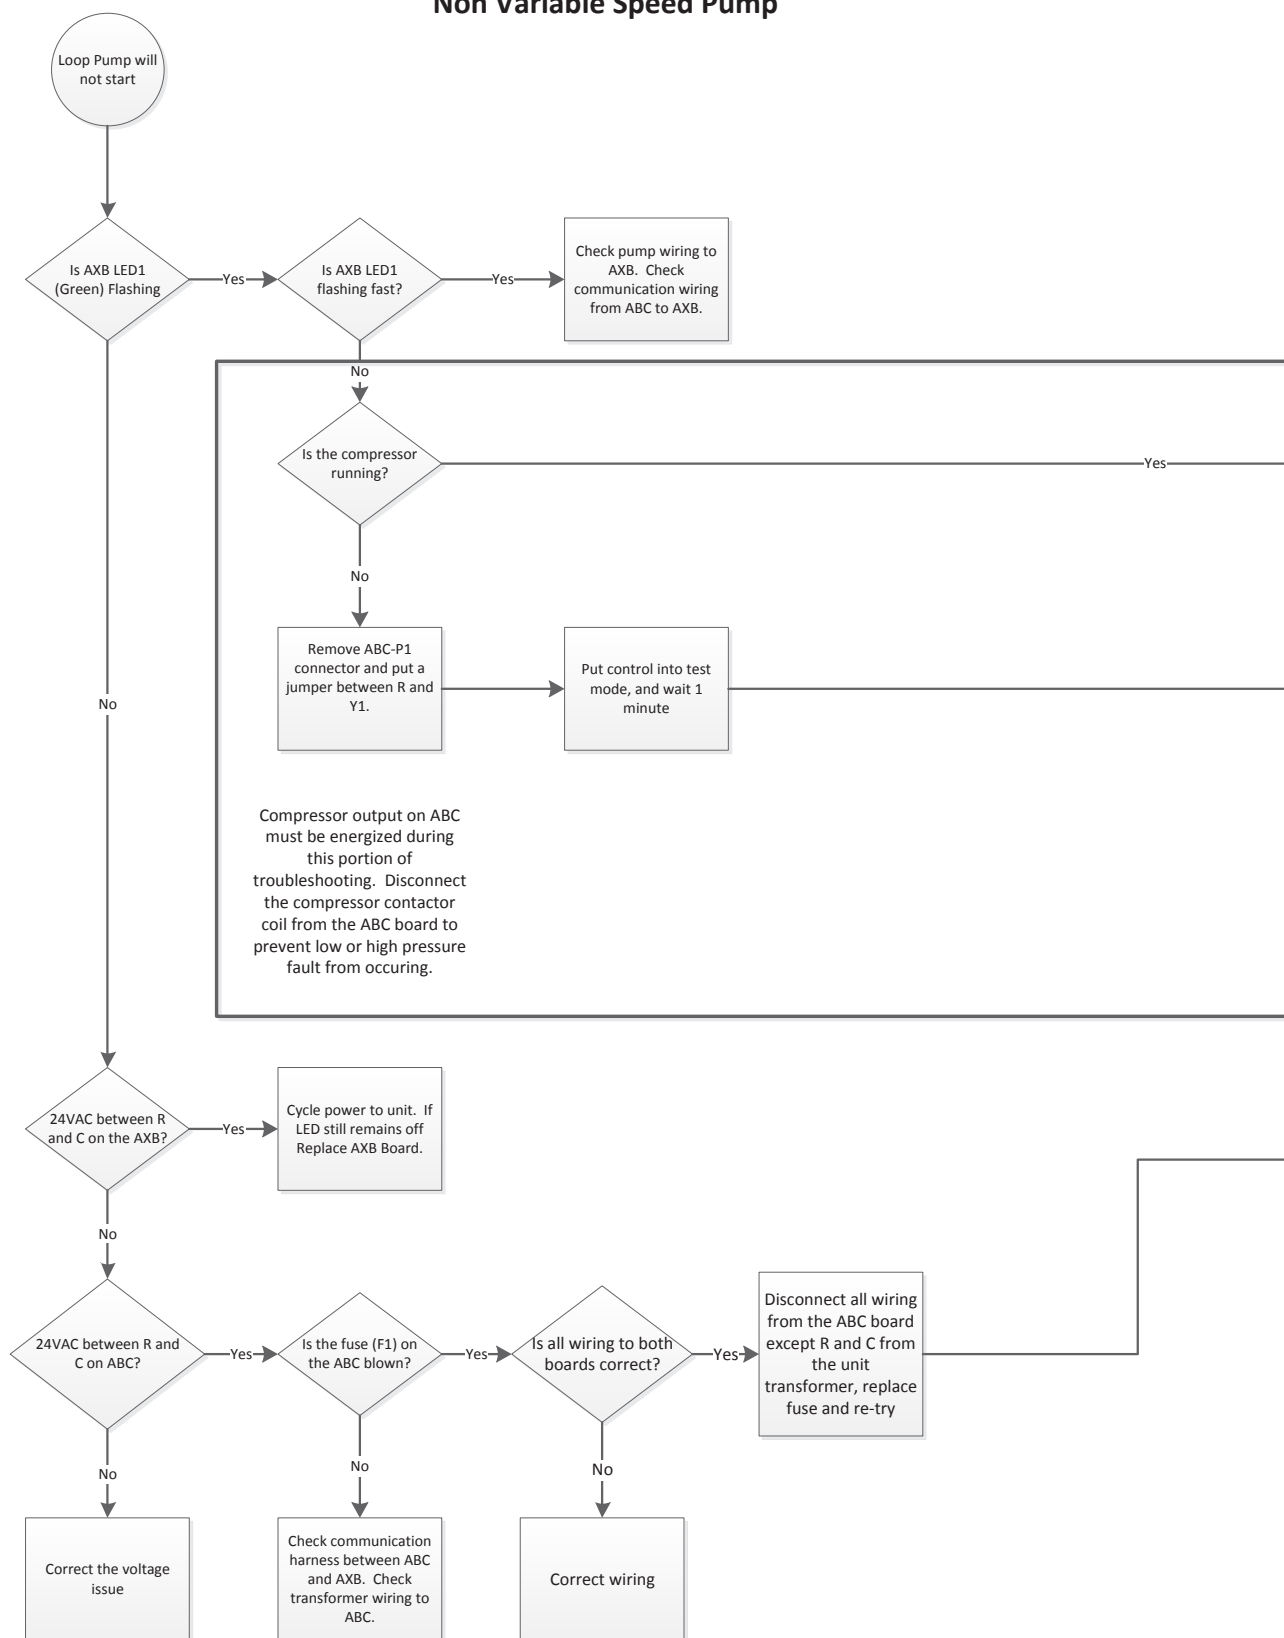 Non Variable Speed Pump
Loop Pump will
not start
Is AXB LED1
(Green) Flashing
Yes
Is AXB LED1
flashing fast?
Yes
Check pump wiring to
AXB. Check
communication wiring
from ABC to AXB.
No
Is the compressor
running?
Yes
No
Remove ABC-P1
connector and put a
jumper between R and
Y1.
Put control into test
mode, and wait 1
minute
No
Compressor output on ABC
must be energized during
this portion of
troubleshooting. Disconnect
the compressor contactor
coil from the ABC board to
prevent low or high pressure
fault from occuring.
24VAC between R
and C on the AXB?
Yes
Cycle power to unit. If
LED still remains off
Replace AXB Board.
No
24VAC between R and
C on ABC?
Yes
Is the fuse (F1) on
the ABC blown?
Yes
Is all wiring to both
boards correct?
Yes
Disconnect all wiring
from the ABC board
except R and C from
the unit
transformer, replace
fuse and re-try
No
No
No
Correct the voltage
issue
Check communication
harness between ABC
and AXB. Check
transformer wiring to
ABC.
Correct wiring